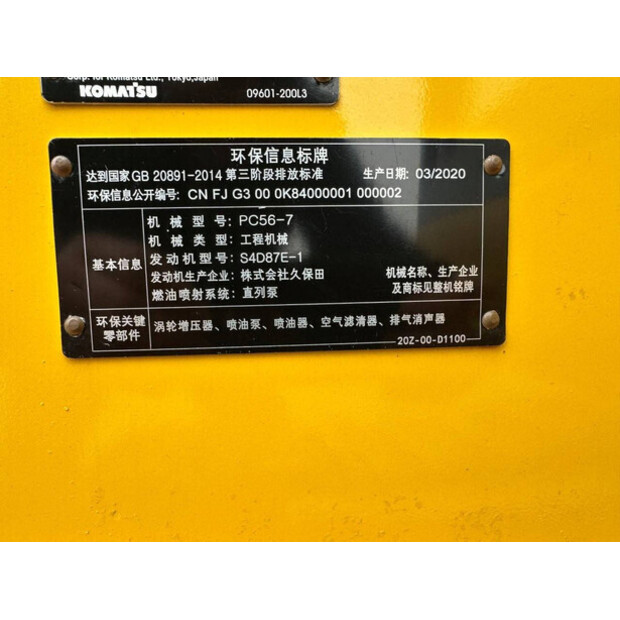 Corp. for Komatsu Ltd., Tokyo, Japan
KOMATSU 09601-200L3
环保信息标牌
达到国家GB 20891-2014 第三阶段排放标准 生产日期: 03/2020
环保信息公开编号: CN FJ G3 00 0K84000001 000002
基本信息
机械型号: PC56-7
机械类型: 工程机械
发动机型号: S4D87E-1
发动机生产企业: 株式会社久保田
燃油喷射系统: 直列泵
机械名称、生产企业
及商标见整机铭牌
环保关键
零部件
涡轮增压器、喷油泵、喷油器、空气滤清器、排气消声器
20Z-00-D1100